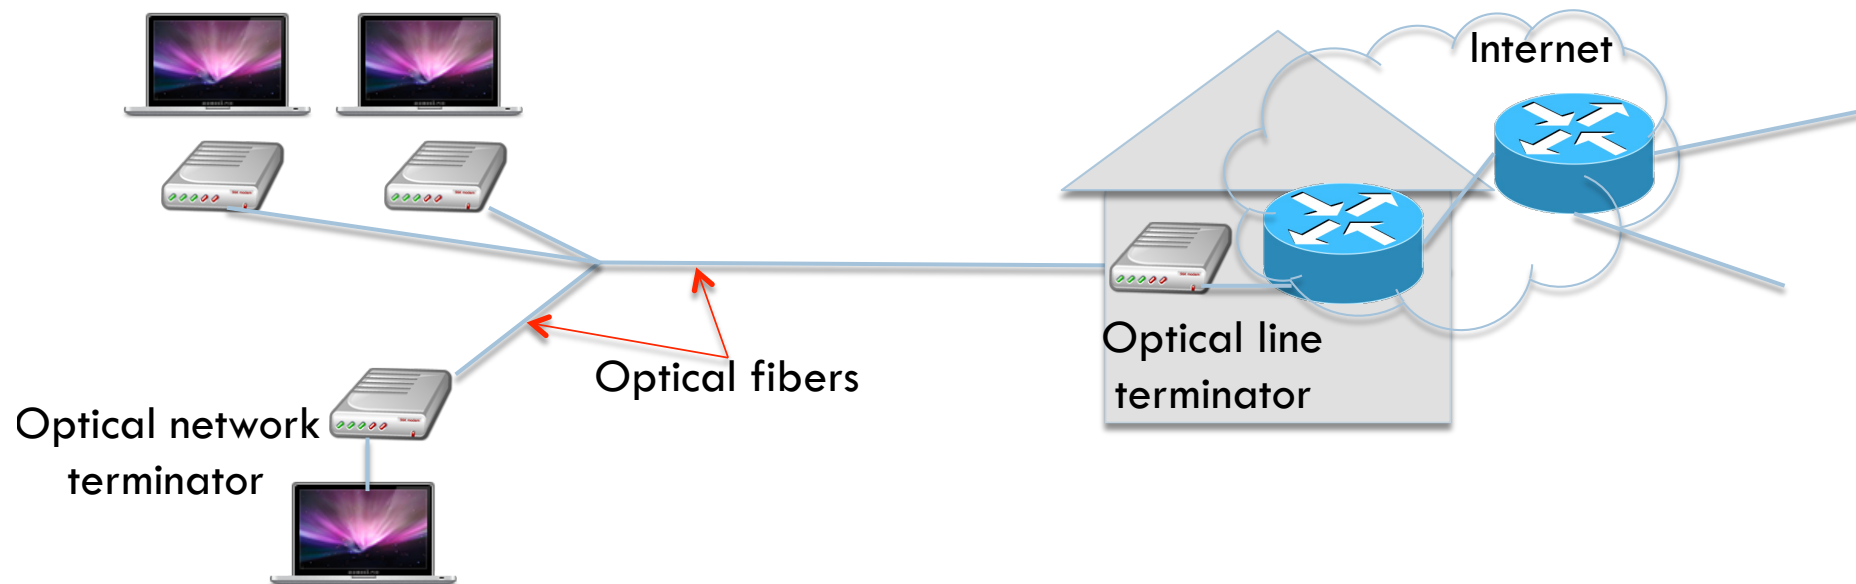 Internet
Optical line
terminator
Optical fibers
Optical network
terminator